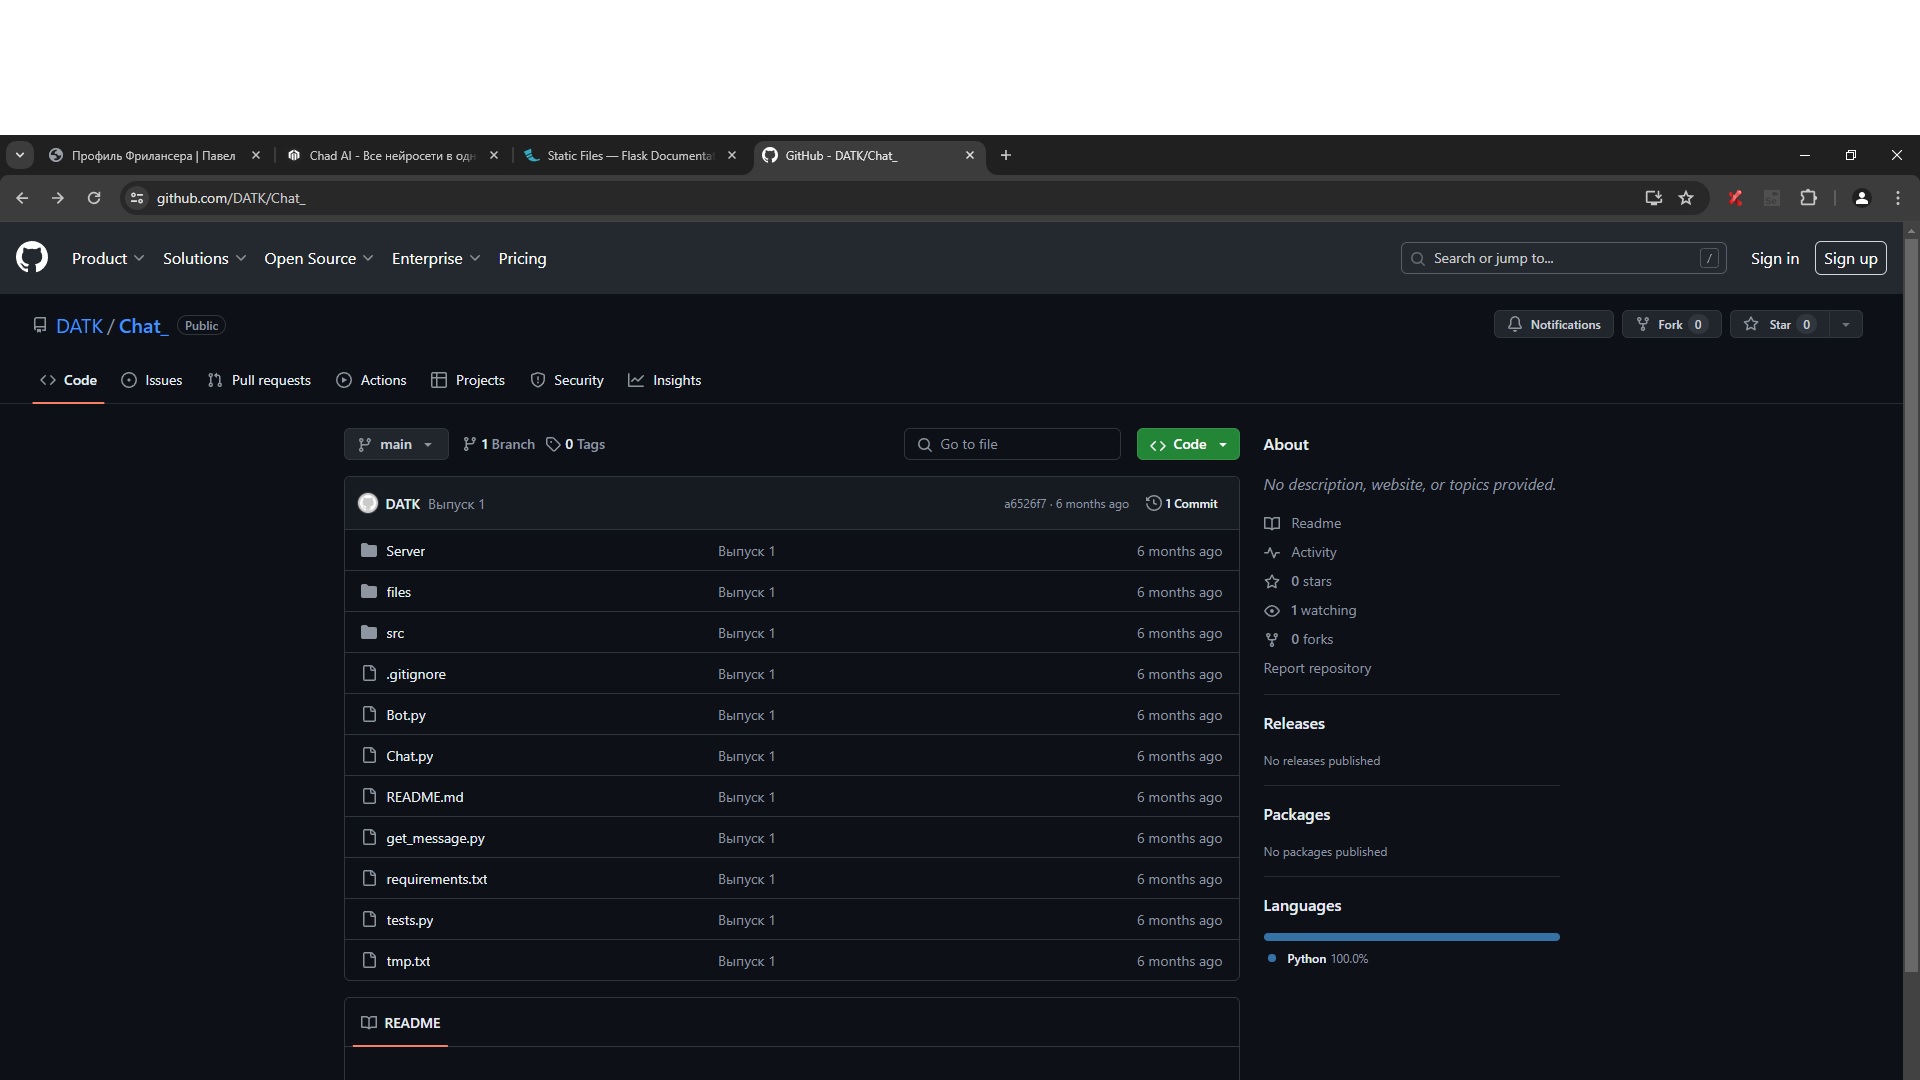 Профиль Фрилансера | Павел
Chad AI - Все нейросети в одн
Static Files — Flask Documenta
GitHub - DATK/Chat_
github.com/DATK/Chat_
Product
Solutions
Open Source
Enterprise
Pricing
Search or jump to...
/
Sign in
Sign up
DATK / Chat_
Public
Notifications
Fork 0
Star 0
Code
Issues
Pull requests
Actions
Projects
Security
Insights
main
1 Branch
0 Tags
Go to file
Code
DATK Выпуск 1 a6526f7 · 6 months ago 1 Commit
Server Выпуск 1 6 months ago
files Выпуск 1 6 months ago
src Выпуск 1 6 months ago
.gitignore Выпуск 1 6 months ago
Bot.py Выпуск 1 6 months ago
Chat.py Выпуск 1 6 months ago
README.md Выпуск 1 6 months ago
get_message.py Выпуск 1 6 months ago
requirements.txt Выпуск 1 6 months ago
tests.py Выпуск 1 6 months ago
tmp.txt Выпуск 1 6 months ago
README
About
No description, website, or topics provided.
Readme
Activity
0 stars
1 watching
0 forks
Report repository
Releases
No releases published
Packages
No packages published
Languages
Python 100.0%